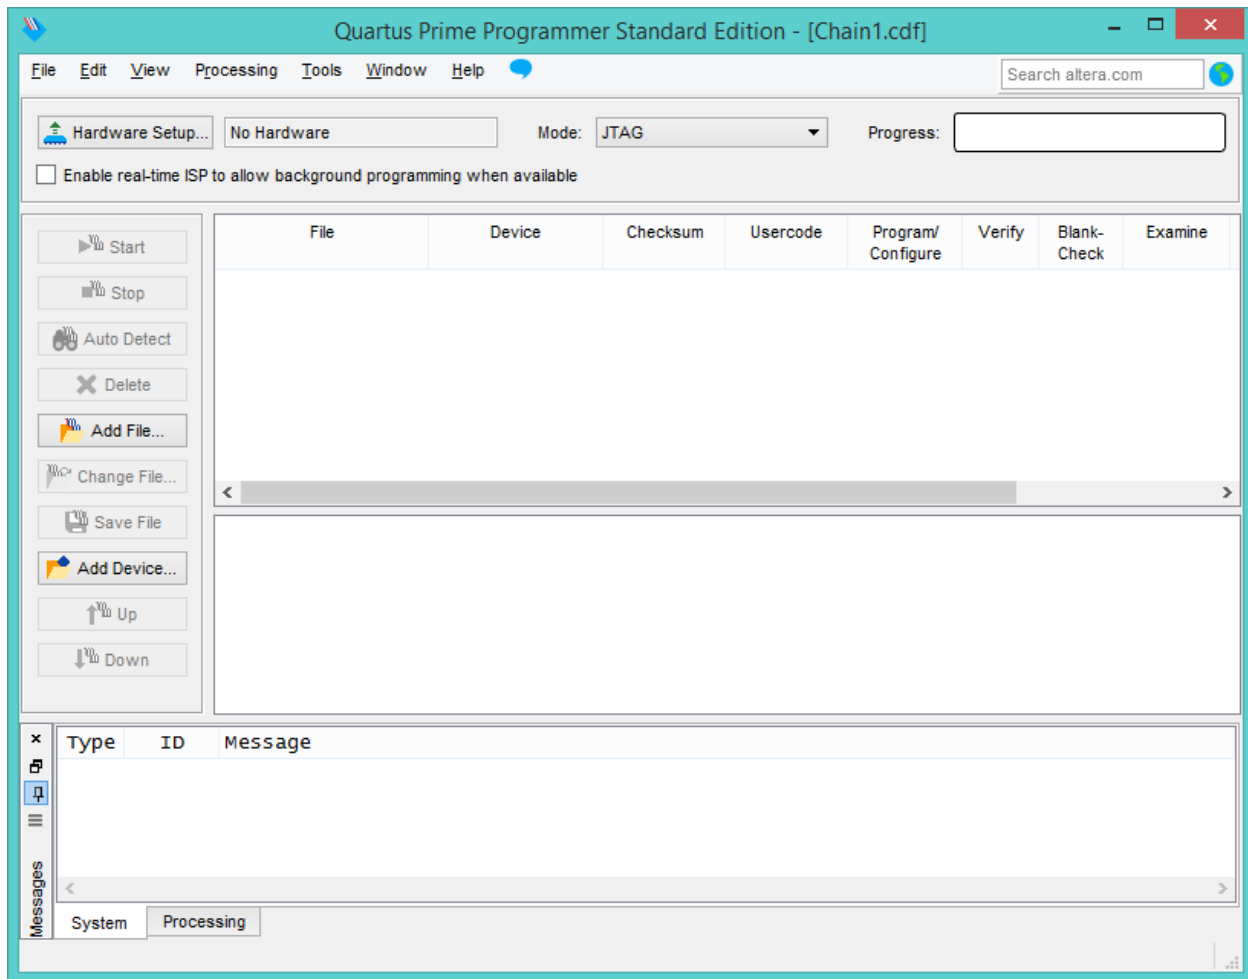 Quartus Prime Programmer Standard Edition - [Chain1.cdf]
File Edit View Processing Tools Window Help
Search altera.com
Hardware Setup... No Hardware Mode: JTAG Progress:
Enable real-time ISP to allow background programming when available
File Device Checksum Usercode Program/ Configure Verify Blank- Check Examine
Start
Stop
Auto Detect
Delete
Add File...
Change File...
Save File
Add Device...
Up
Down
Type ID Message
Messages
System Processing